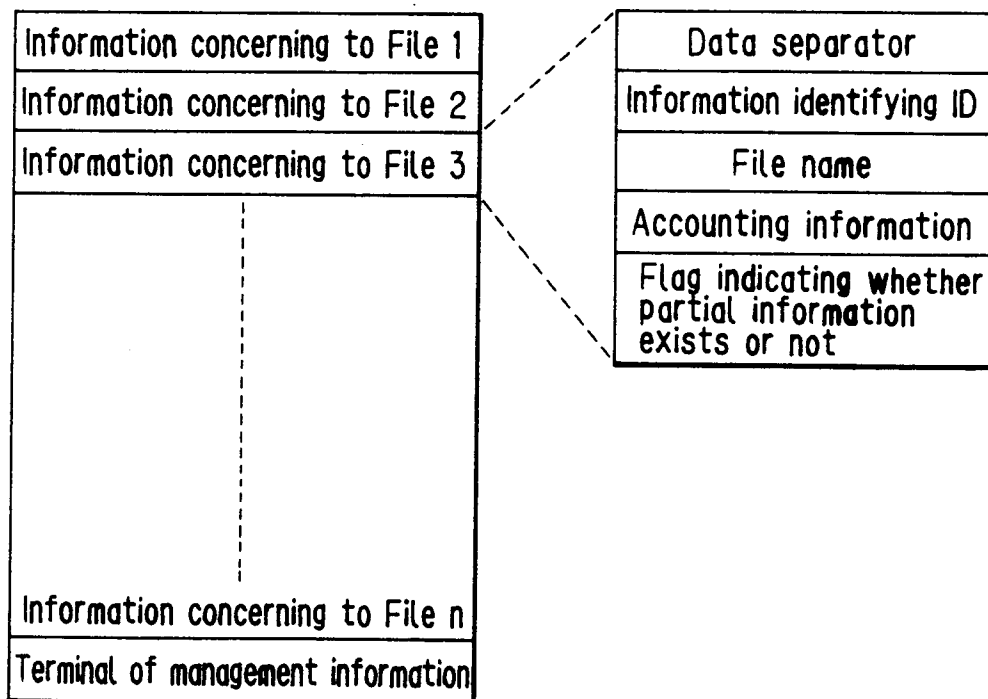 Information concerning to File 1
Information concerning to File 2
Information concerning to File 3
Information concerning to File n
Terminal of management information
Data separator
Information identifying ID
File name
Accounting information
Flag indicating whether
partial information
exists or not